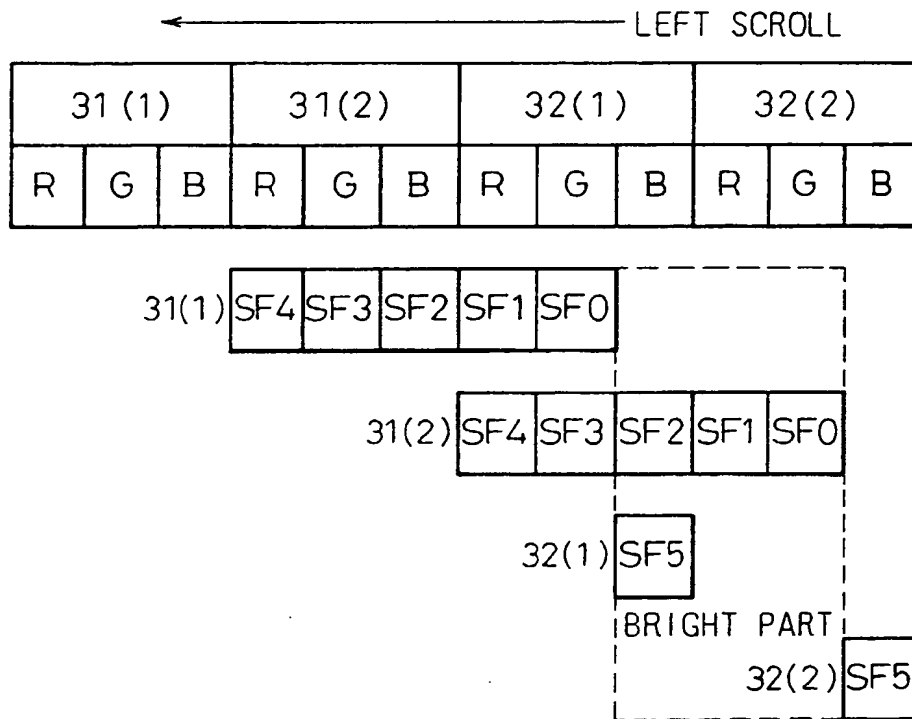 LEFT SCROLL
31(1) 31(2) 32(1) 32(2)
R G B R G B R G B R G B
31(1) SF4 SF3 SF2 SF1 SF0
31(2) SF4 SF3 SF2 SF1 SF0
32(1) SF5
BRIGHT PART
32(2) SF5